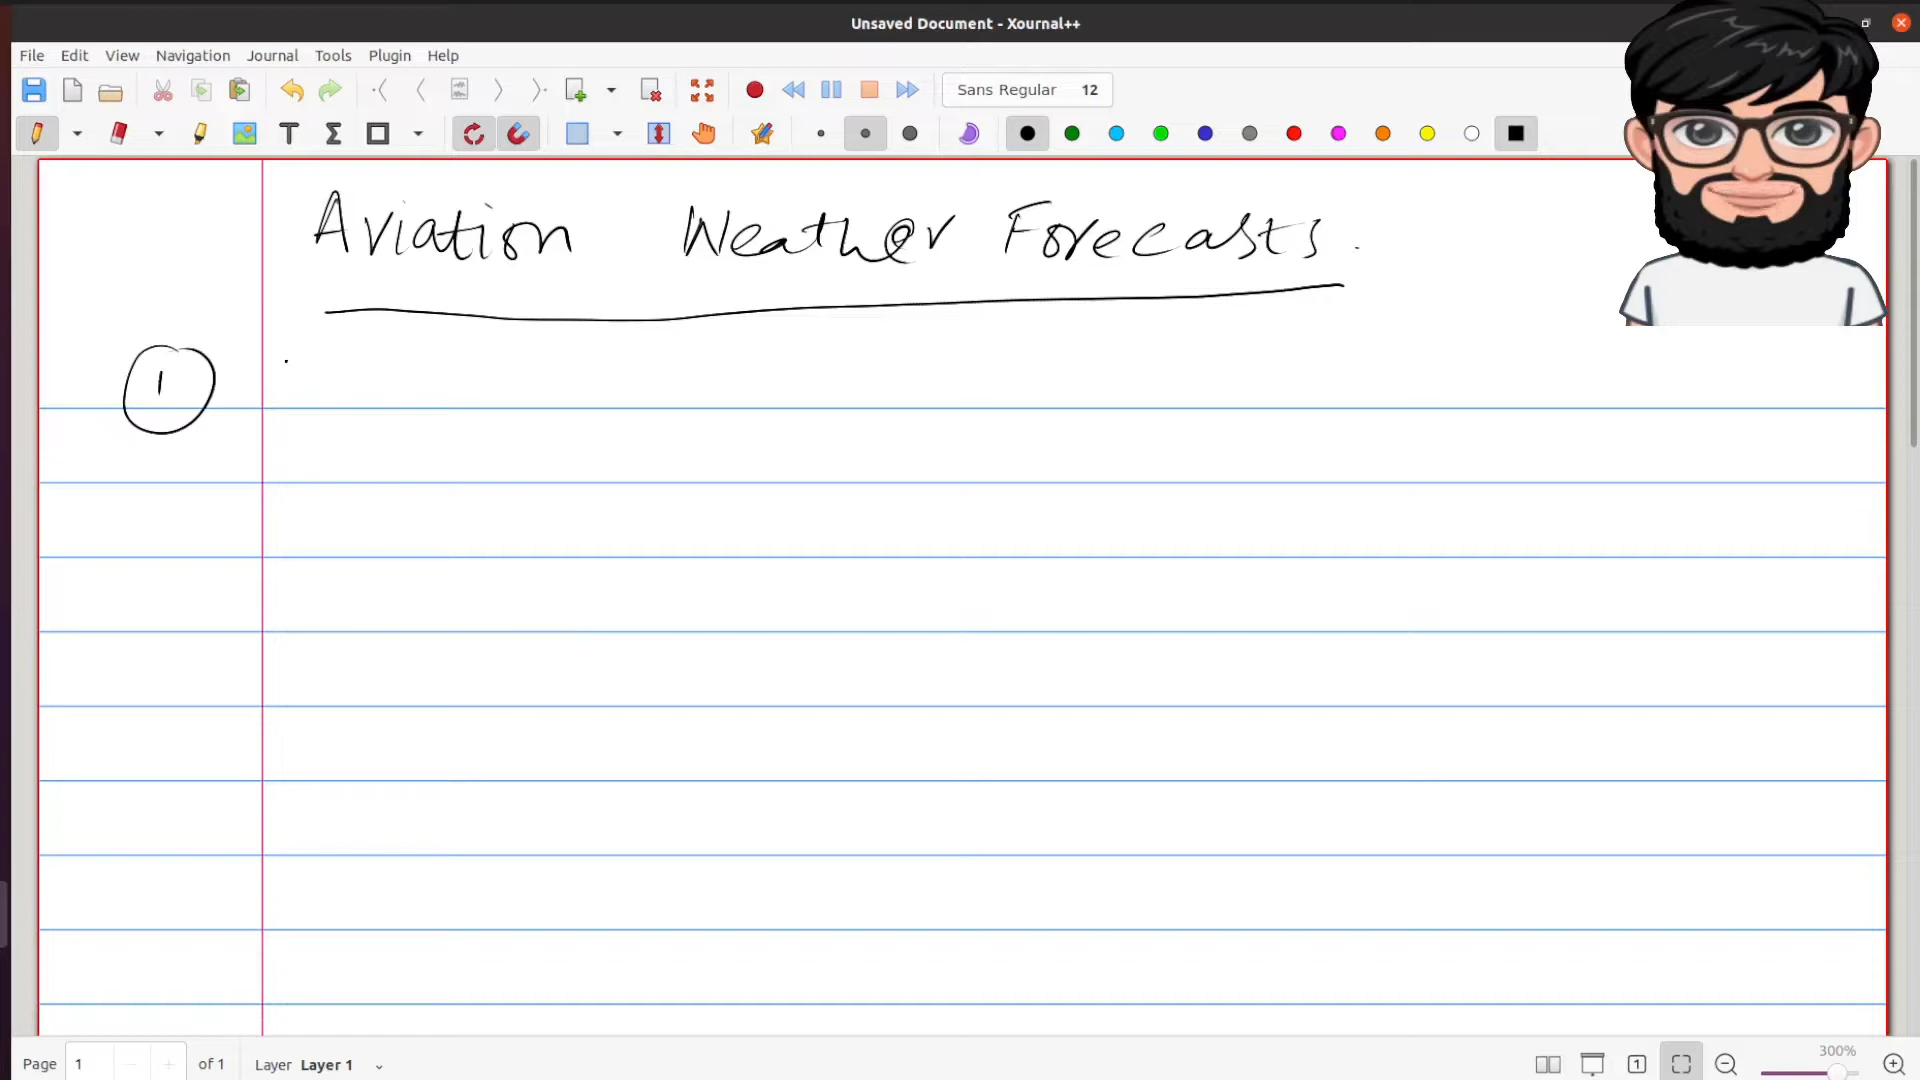 Unsaved Document - Xournal++
File Edit View Navigation Journal Tools Plugin Help
Sans Regular 12
Aviation Weather Forecasts.
1
Page 1 of 1 Layer Layer 1 300%